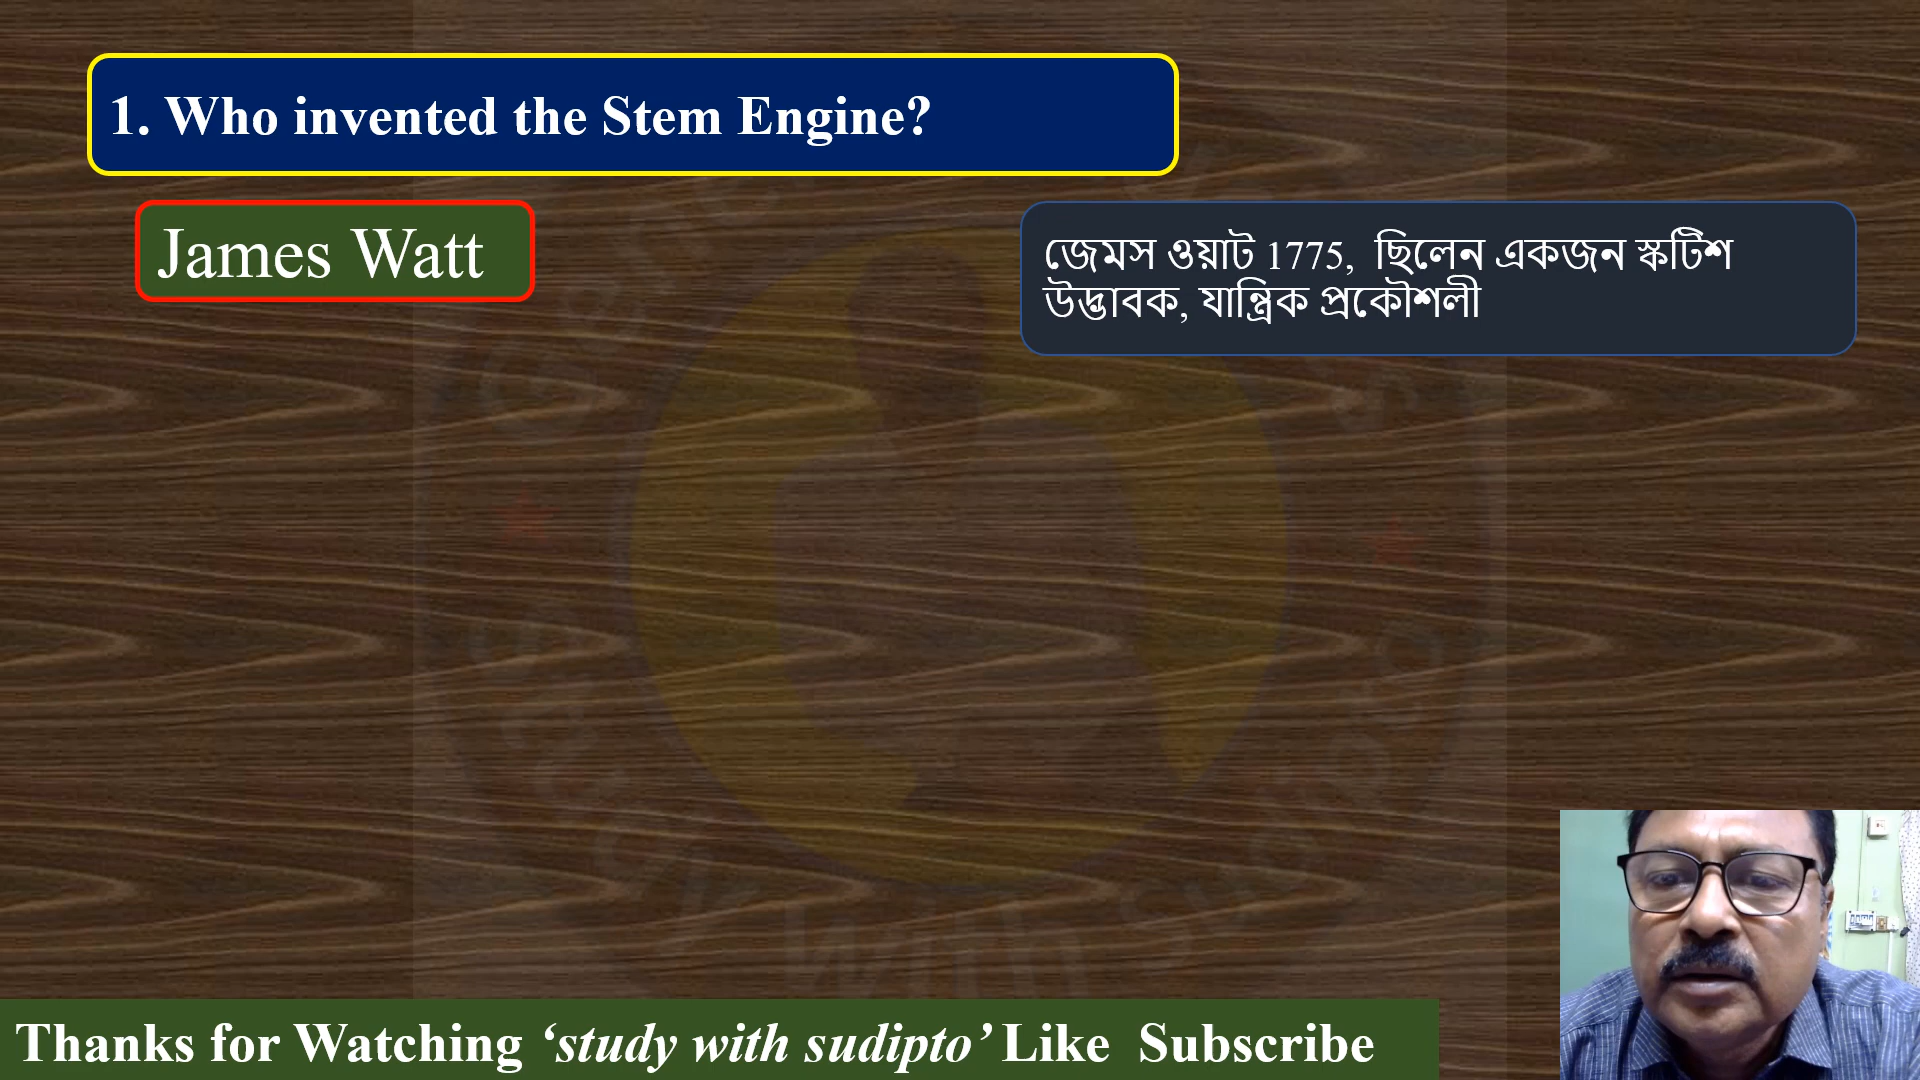 1. Who invented the Stem Engine?
James Watt
জেমস ওয়াট 1775, ছিলেন একজন স্কটিশ
উদ্ভাবক, যান্ত্রিক প্রকৌশলী
with
Thanks for Watching ‘study with sudipto’ Like Subscribe